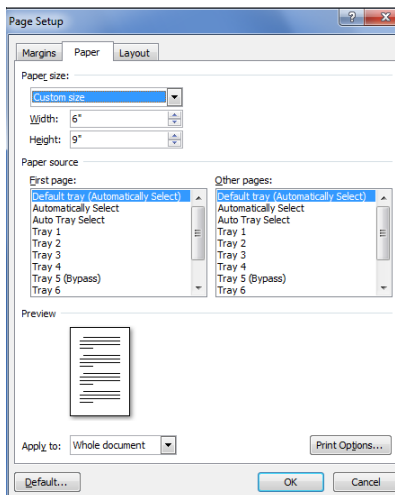 Page Setup
Margins Paper Layout
Paper size:
Custom size
Width: 6"
Height: 9"
Paper source
First page: Other pages:
Default tray (Automatically Select) Default tray (Automatically Select)
Automatically Select Automatically Select
Auto Tray Select Auto Tray Select
Tray 1 Tray 1
Tray 2 Tray 2
Tray 3 Tray 3
Tray 4 Tray 4
Tray 5 (Bypass) Tray 5 (Bypass)
Tray 6 Tray 6
Preview
Apply to: Whole document Print Options...
Default... OK Cancel